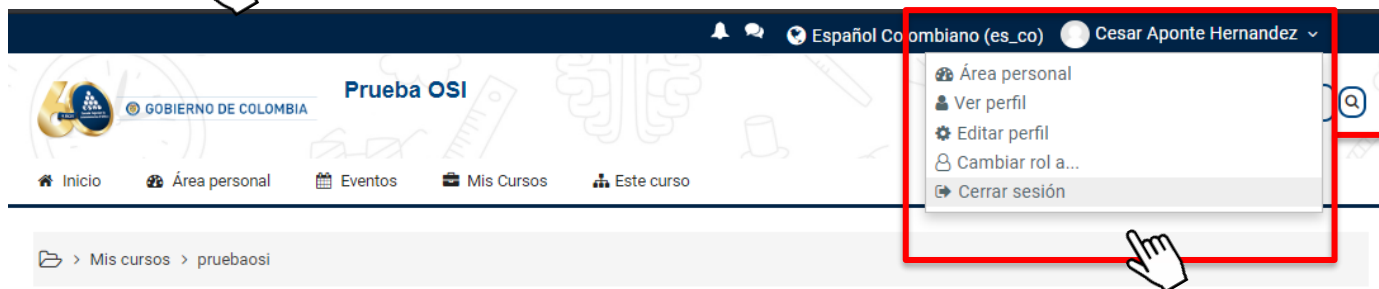 Español Colombiano (es_co) Cesar Aponte Hernandez
Prueba OSI
GOBIERNO DE COLOMBIA
Área personal
Ver perfil
Editar perfil
Cambiar rol a...
Cerrar sesión
Inicio Área personal Eventos Mis Cursos Este curso
> Mis cursos > pruebaosi